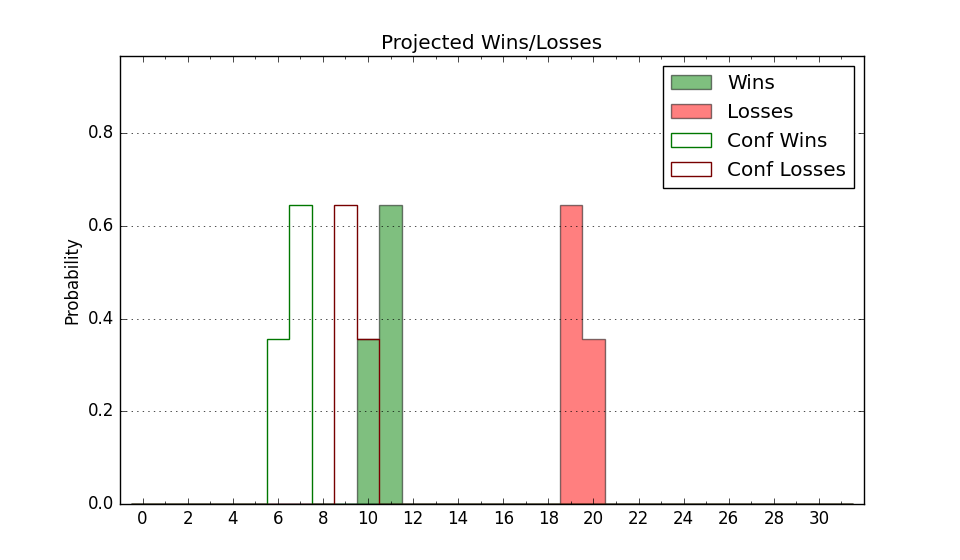 Projected Wins/Losses
Wins
Losses
Conf Wins
Conf Losses
Probability
0.8
0.6
0.4
0.2
0.0
0 2 4 6 8 10 12 14 16 18 20 22 24 26 28 30